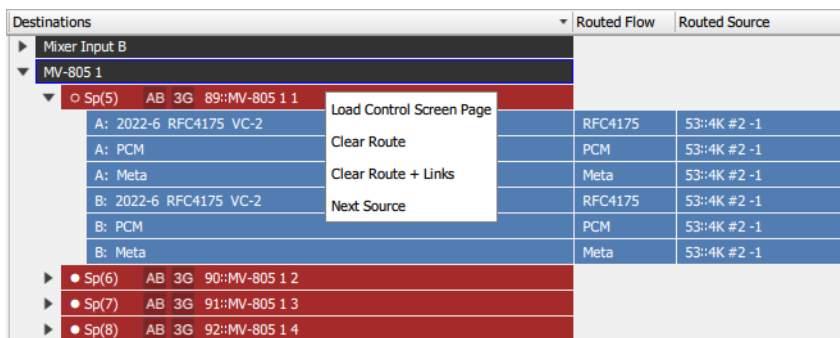 Destinations Routed Flow Routed Source
Mixer Input B
MV-805 1
Sp(5) AB 3G 89::MV-805 1 1
Load Control Screen Page
A: 2022-6 RFC4175 VC-2 RFC4175 53::4K #2 -1
Clear Route
A: PCM PCM 53::4K #2 -1
A: Meta Clear Route + Links Meta 53::4K #2 -1
B: 2022-6 RFC4175 VC-2 Next Source RFC4175 53::4K #2 -1
B: PCM PCM 53::4K #2 -1
B: Meta Meta 53::4K #2 -1
Sp(6) AB 3G 90::MV-805 1 2
Sp(7) AB 3G 91::MV-805 1 3
Sp(8) AB 3G 92::MV-805 1 4